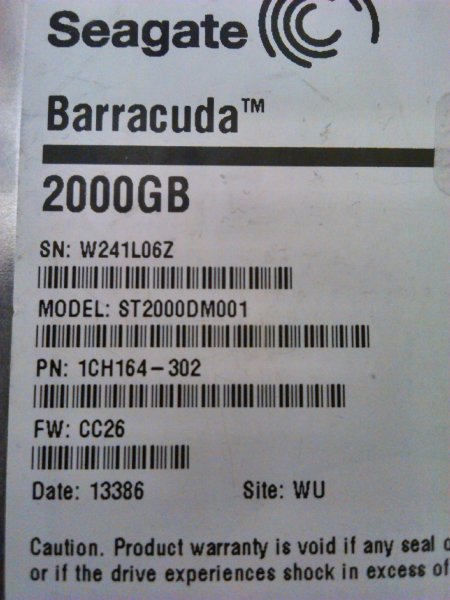 Seagate
Barracuda™
2000GB
SN: W241L06Z
MODEL: ST2000DM001
PN: 1CH164-302
FW: CC26
Date: 13386 Site: WU
Caution. Product warranty is void if any seal
or if the drive experiences shock in excess of